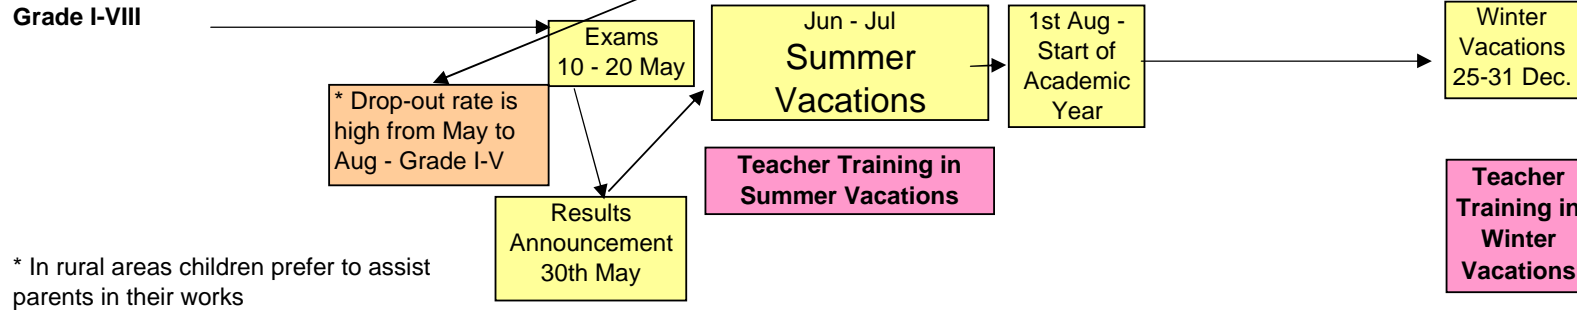 Grade I-VIII
Exams
10 - 20 May
Jun - Jul
Summer
Vacations
1st Aug -
Start of
Academic
Year
Winter
Vacations
25-31 Dec.
* Drop-out rate is
high from May to
Aug - Grade I-V
Teacher Training in
Summer Vacations
Teacher
Training in
Winter
Vacations
Results
Announcement
30th May
* In rural areas children prefer to assist
parents in their works